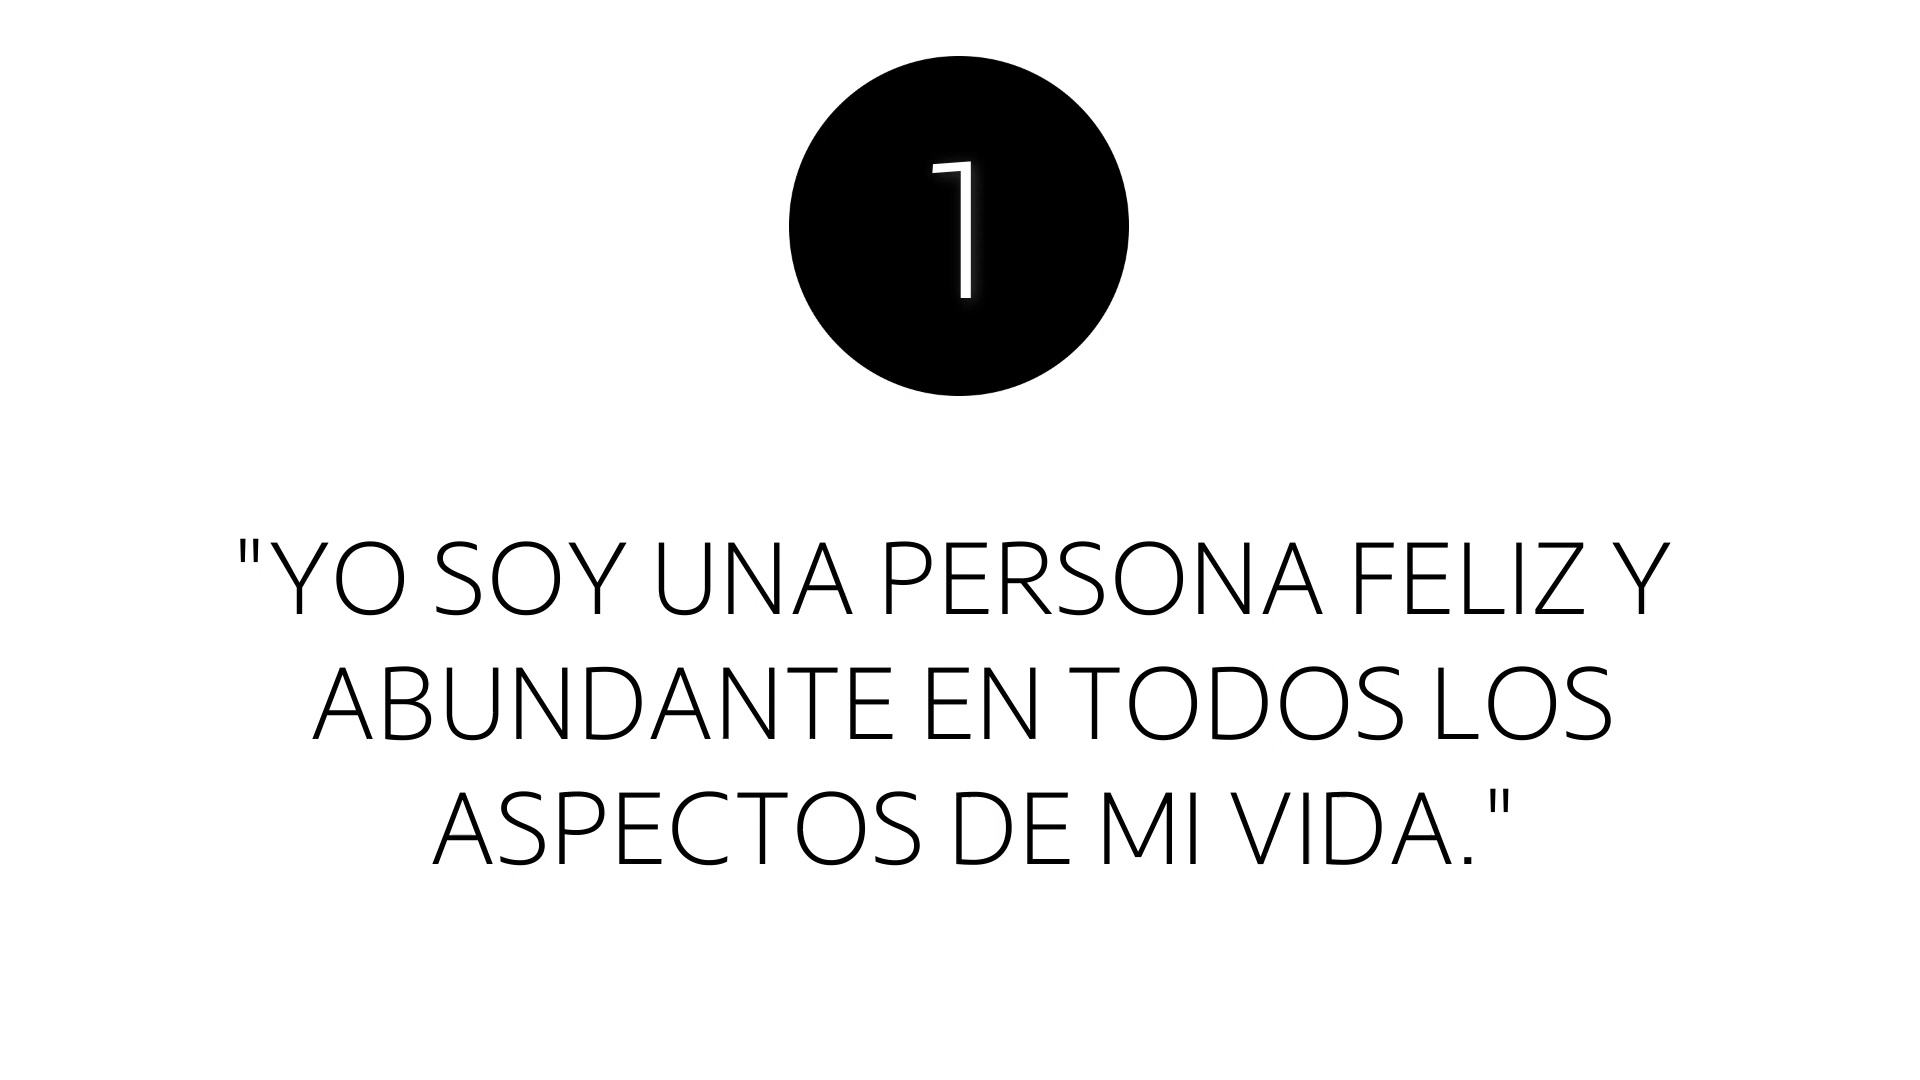 1
"YO SOY UNA PERSONA FELIZ Y
ABUNDANTE EN TODOS LOS
ASPECTOS DE MI VIDA."